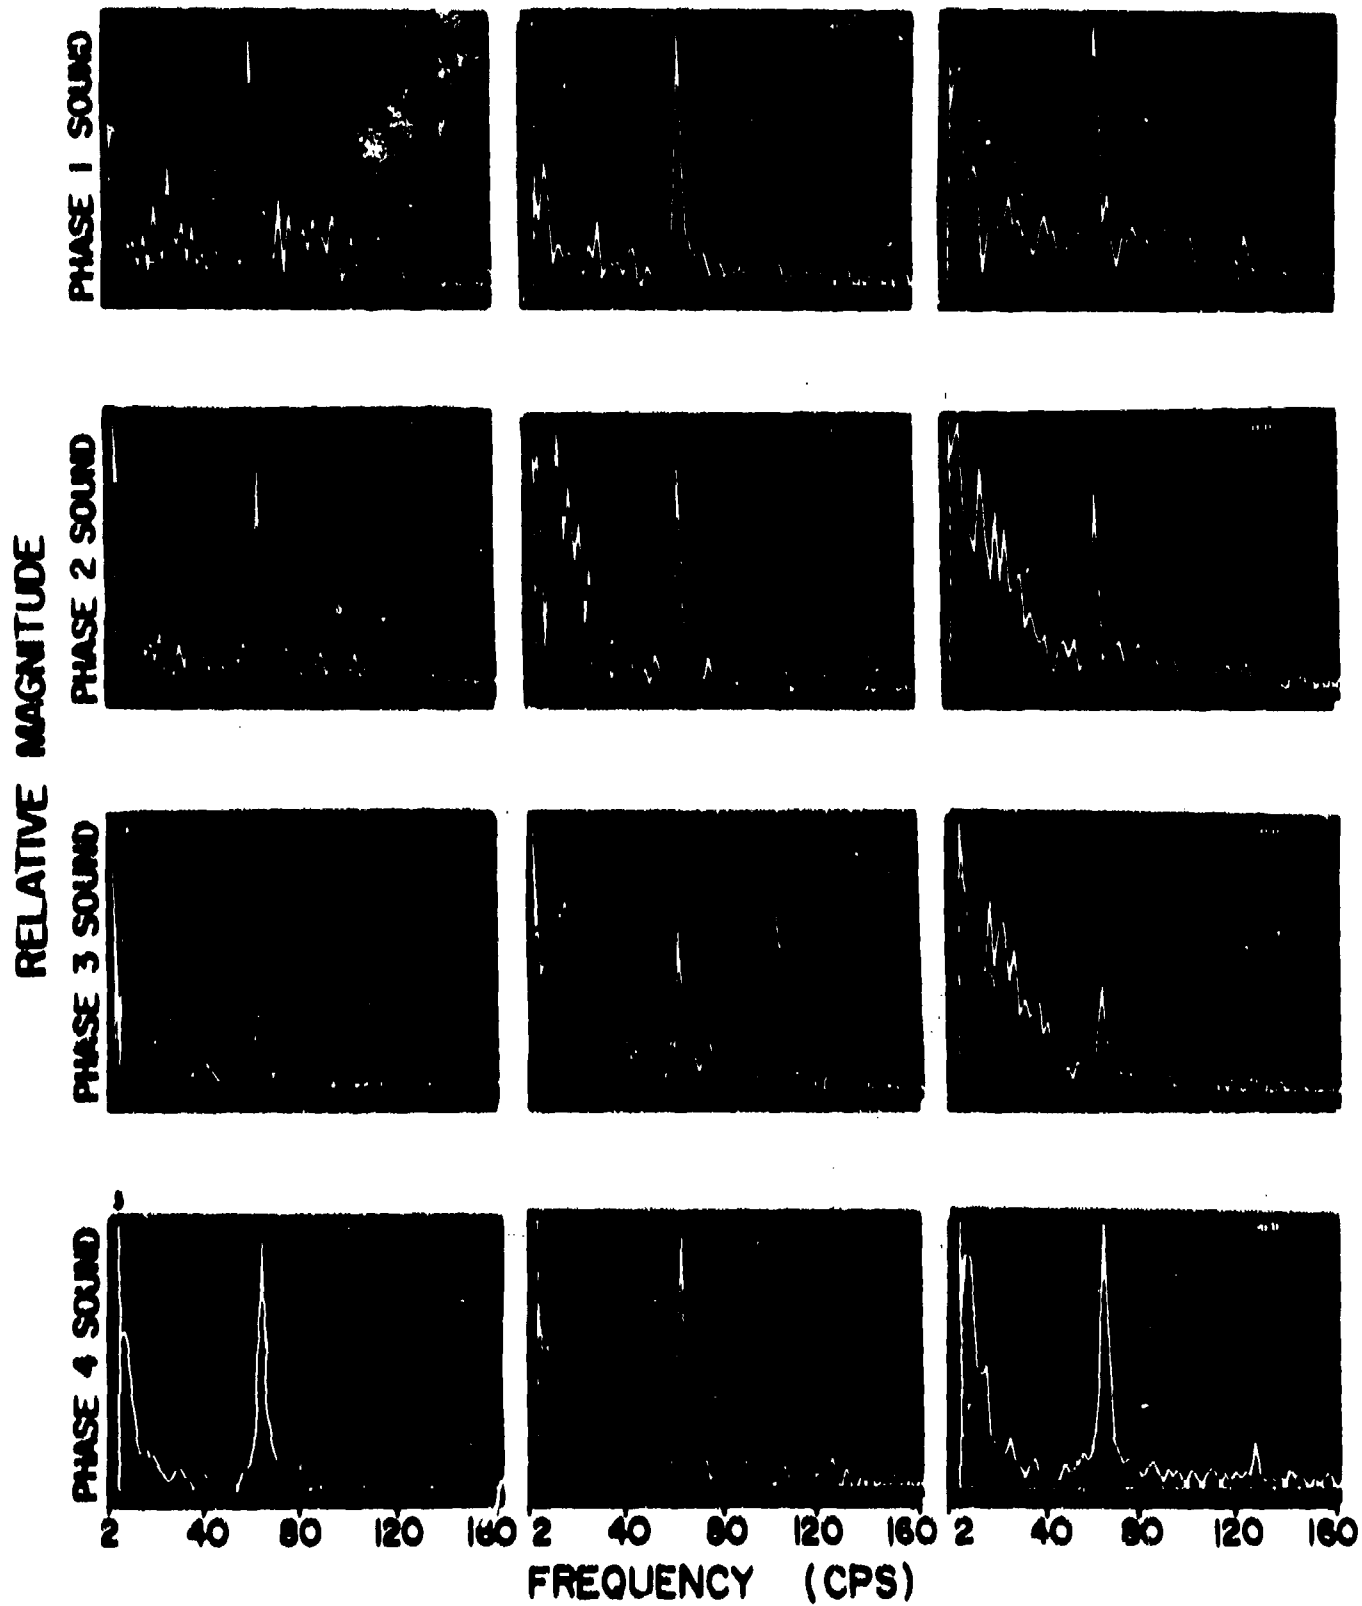 RELATIVE MAGNITUDE
PHASE 1 SOUND
PHASE 2 SOUND
PHASE 3 SOUND
PHASE 4 SOUND
2 40 80 120 160 2 40 80 120 160 2 40 80 120 160
FREQUENCY (CPS)